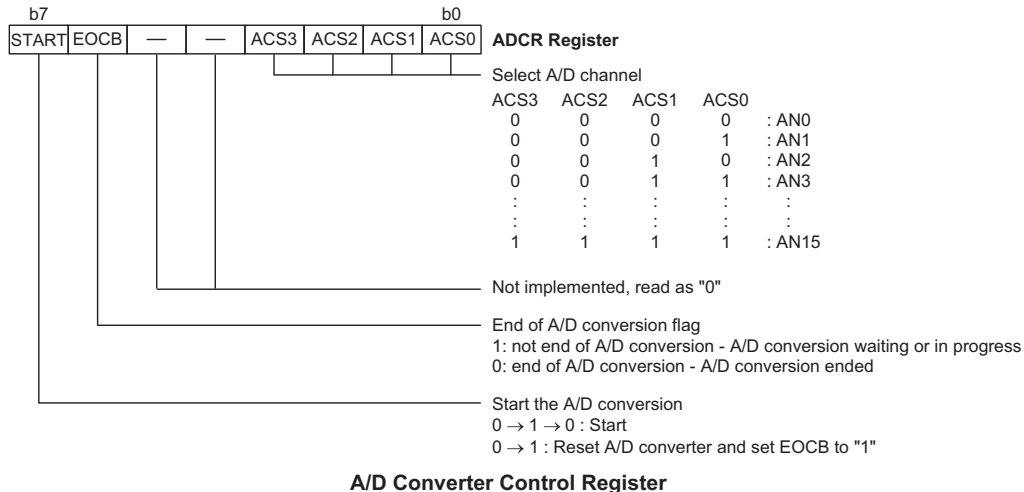 b7 b0
START EOCB — — ACS3 ACS2 ACS1 ACS0 ADCR Register
Select A/D channel
ACS3 ACS2 ACS1 ACS0
0 0 0 0 : AN0
0 0 0 1 : AN1
0 0 1 0 : AN2
0 0 1 1 : AN3
: : : : :
: : : : :
1 1 1 1 : AN15
Not implemented, read as "0"
End of A/D conversion flag
1: not end of A/D conversion - A/D conversion waiting or in progress
0: end of A/D conversion - A/D conversion ended
Start the A/D conversion
0 → 1 → 0 : Start
0 → 1 : Reset A/D converter and set EOCB to "1"
A/D Converter Control Register